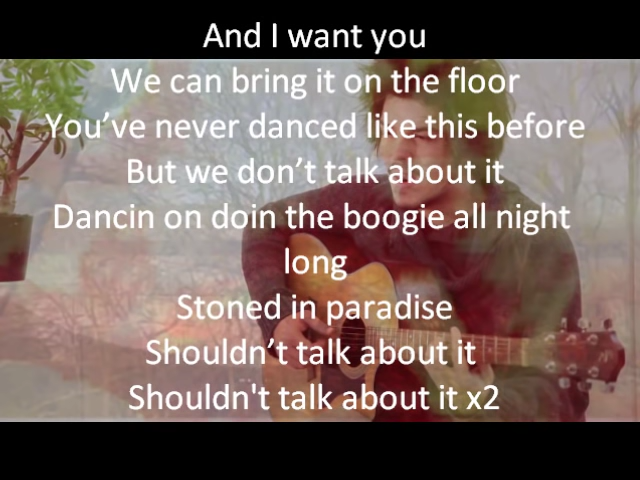 And I want you
We can bring it on the floor
You’ve never danced like this before
But we don’t talk about it
Dancin on doin the boogie all night
long
Stoned in paradise
Shouldn’t talk about it
Shouldn't talk about it x2